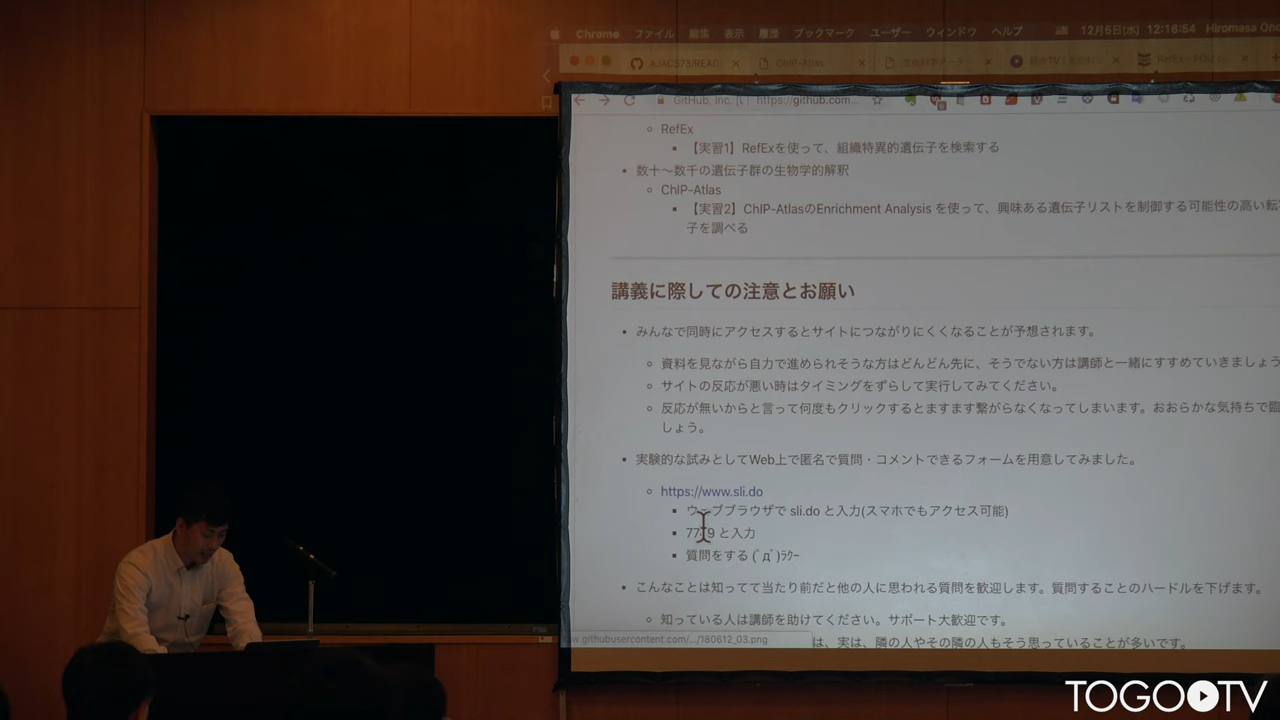 Chrome ファイル 編集 表示 履歴 ブックマーク ユーザー ウィンドウ ヘルプ 12月5日(水) 12:16:54 Hiromasa Ono
AJACS73/READ ChIP-Atlas
GitHub, Inc. https://github.com...
RefEx
【実習1】RefExを使って、組織特異的遺伝子を検索する
数十〜数千の遺伝子群の生物学的解釈
ChIP-Atlas
【実習2】ChIP-AtlasのEnrichment Analysis を使って、興味ある遺伝子リストを制御する可能性の高い転
子を調べる
講義に際しての注意とお願い
みんなで同時にアクセスするとサイトにつながりにくくなることが予想されます。
資料を見ながら自力で進められそうな方はどんどん先に、そうでない方は講師と一緒にすすめていきましょう
サイトの反応が悪い時はタイミングをずらして実行してみてください。
反応が無いからと言って何度もクリックするとますます繋がらなくなってしまいます。おおらかな気持ちで臨
しょう。
実験的な試みとしてWeb上で匿名で質問・コメントできるフォームを用意してみました。
https://www.sli.do
ウェブブラウザで sli.do と入力(スマホでもアクセス可能)
と入力
質問をする (ﾟдﾟ)ﾗｸｰ
こんなことは知ってて当たり前だと他の人に思われる質問を歓迎します。質問することのハードルを下げます。
知っている人は講師を助けてください。サポート大歓迎です。
w.githubusercontent.com/.../180612_03.png は、実は、隣の人やその隣の人もそう思っていることが多いです。
TOGO TV